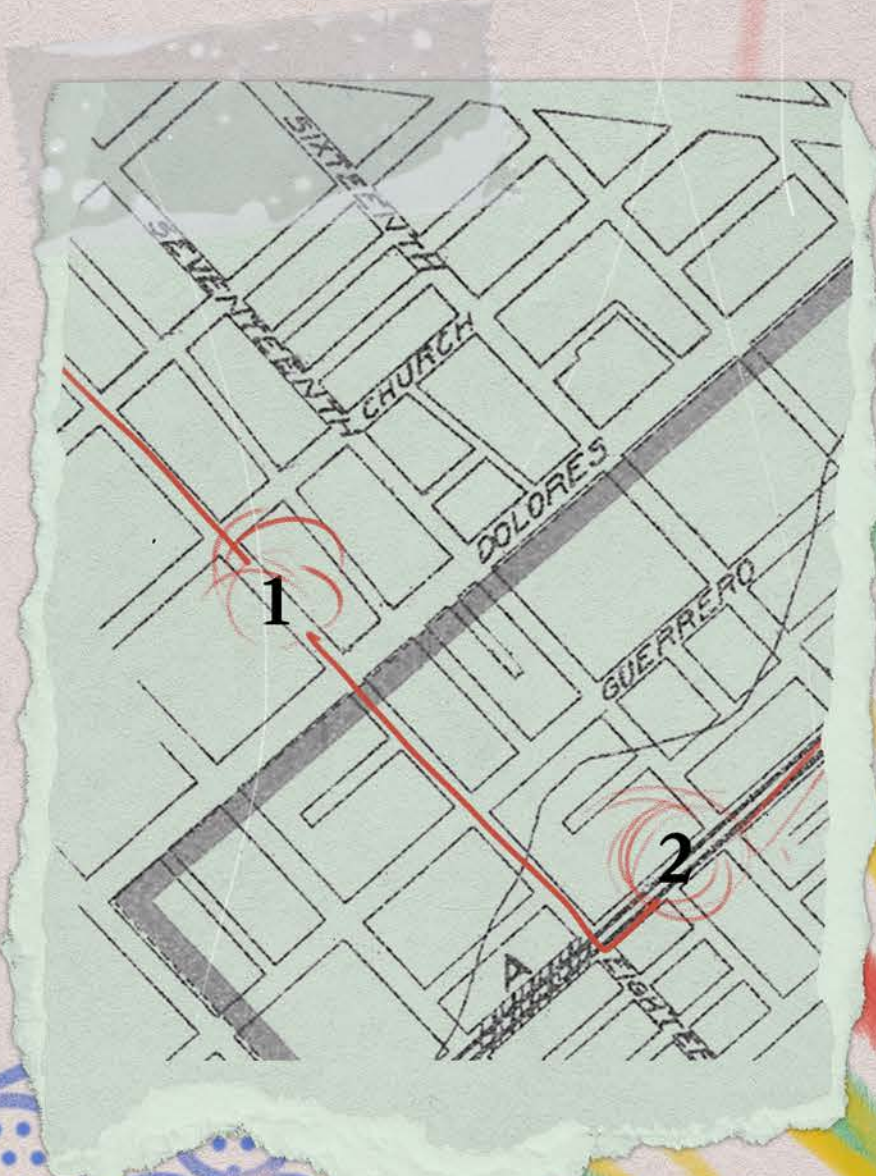 SIXTEENTH
SEVENTEENTH
CHURCH
DOLORES
GUERRERO
1
2
A
EIGHTEE